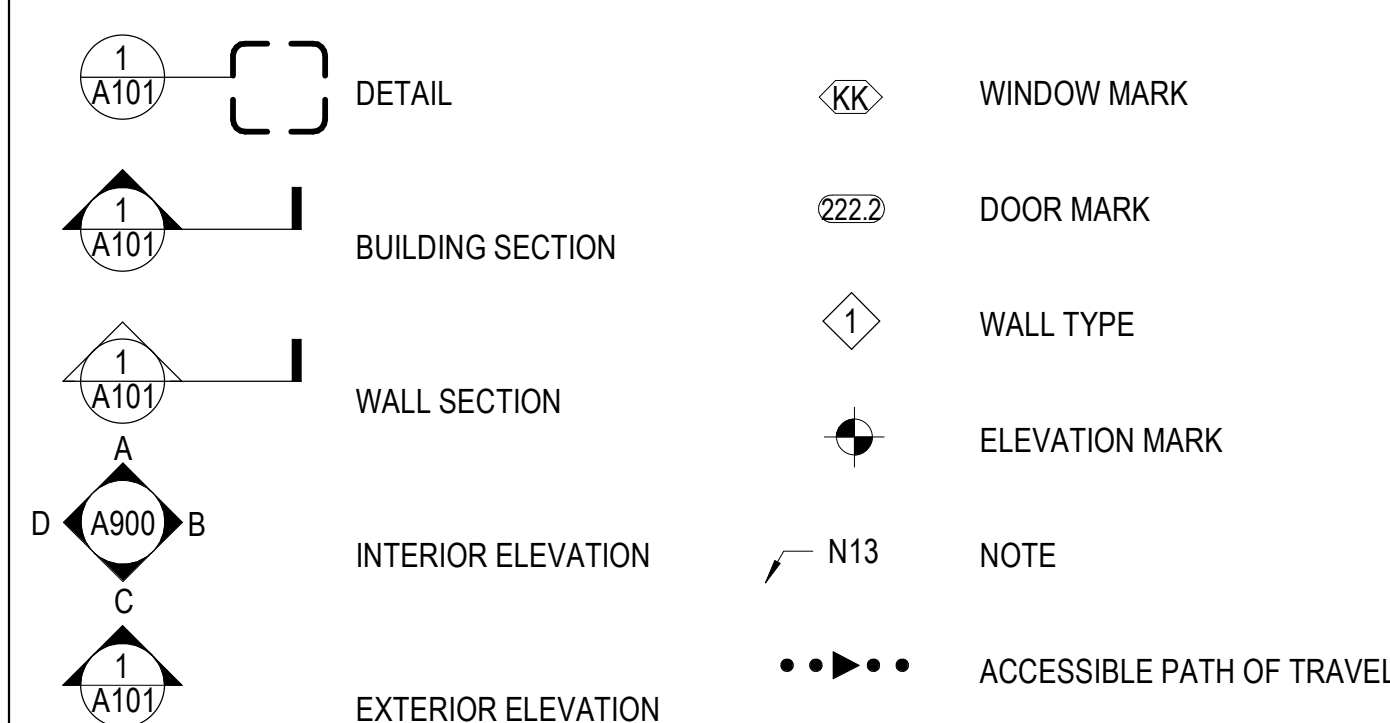 1
A101
DETAIL
1
A101
BUILDING SECTION
1
A101
WALL SECTION
A
D A900 B
C
INTERIOR ELEVATION
1
A101
EXTERIOR ELEVATION
KK WINDOW MARK
222.2 DOOR MARK
1 WALL TYPE
ELEVATION MARK
N13 NOTE
ACCESSIBLE PATH OF TRAVEL